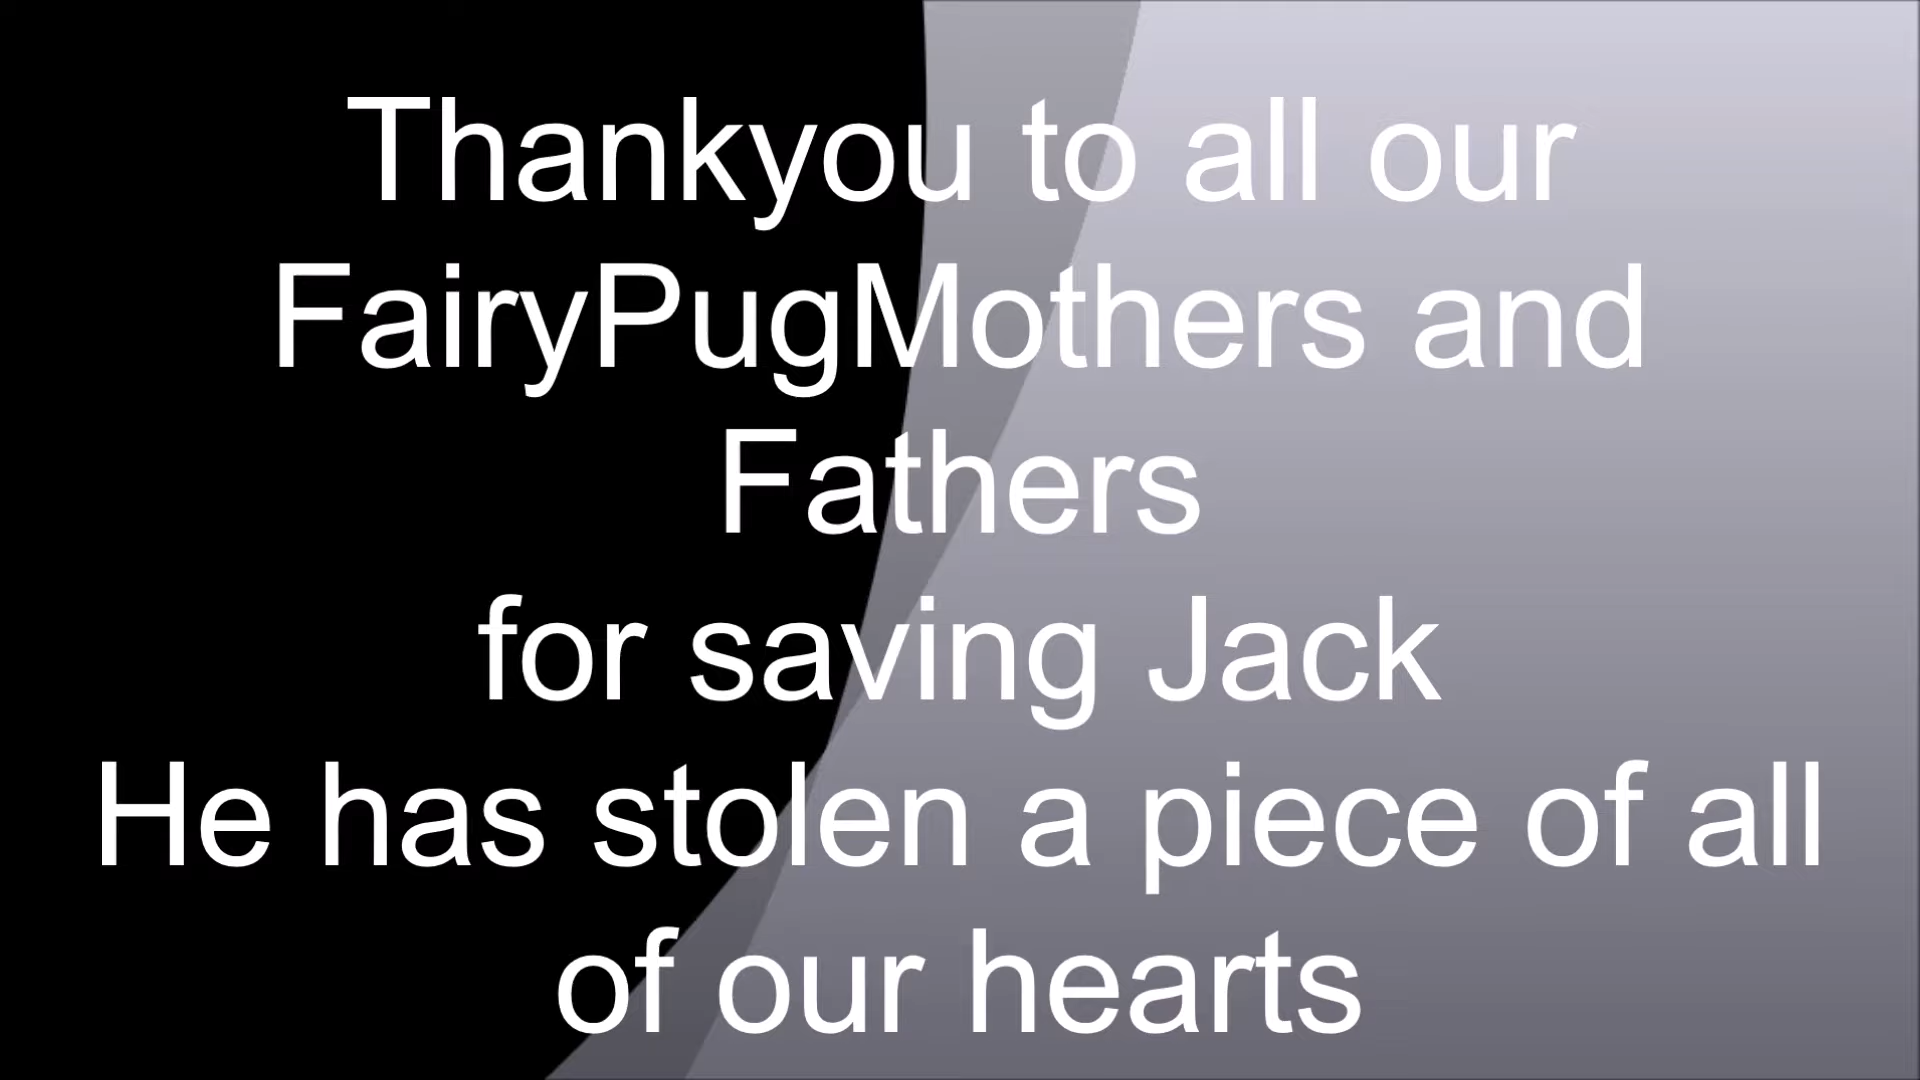 Thankyou to all our
FairyPugMothers and
Fathers
for saving Jack
He has stolen a piece of all
of our hearts